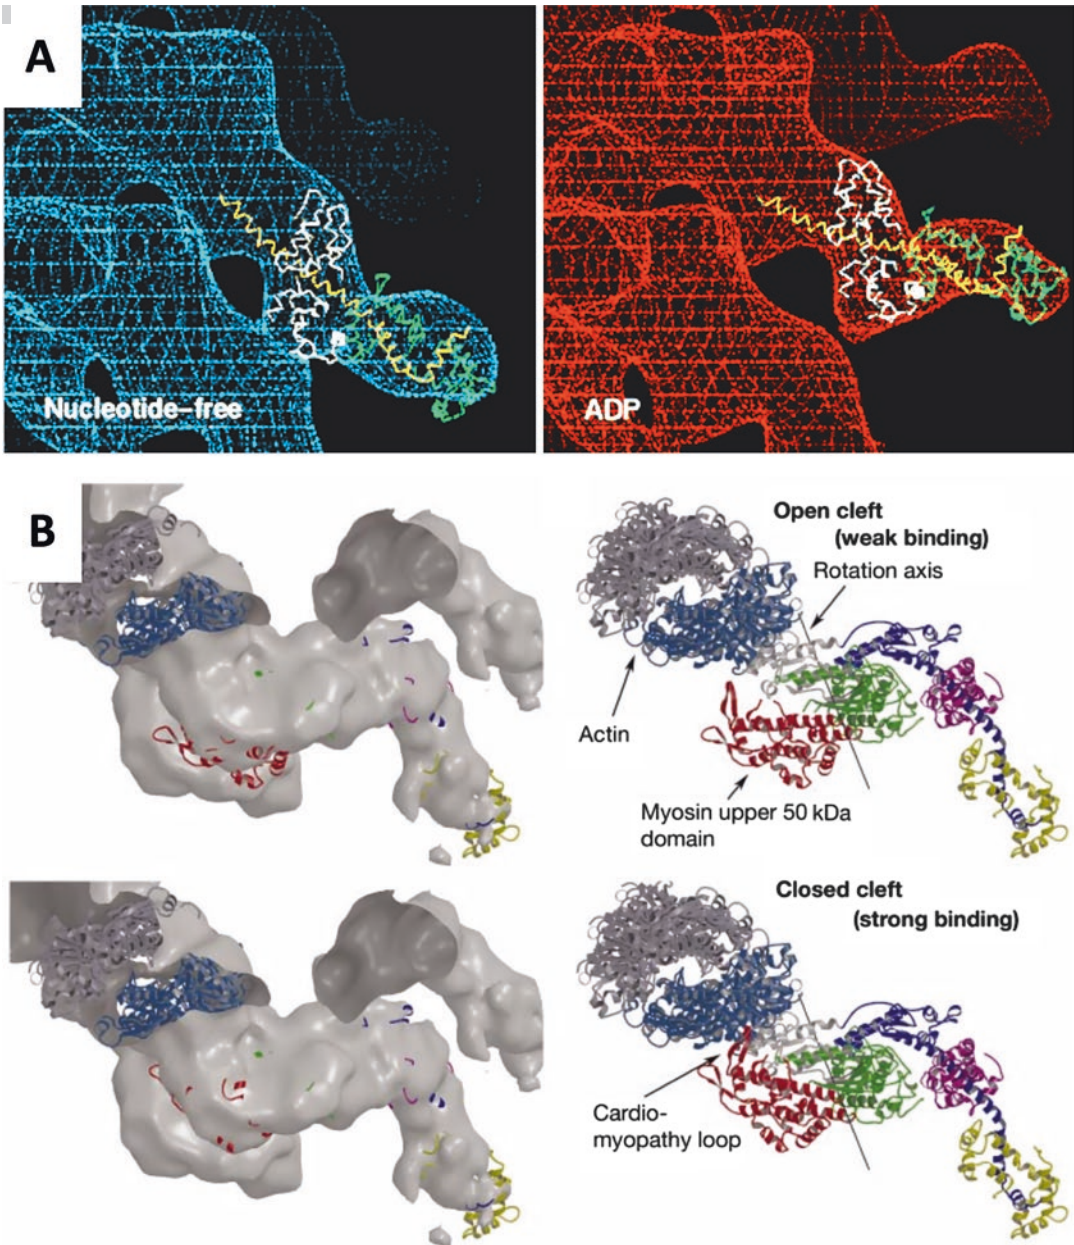 A
Nucleotide-free
ADP
B
Open cleft
(weak binding)
Rotation axis
Actin
Myosin upper 50 kDa
domain
Closed cleft
(strong binding)
Cardio-
myopathy loop